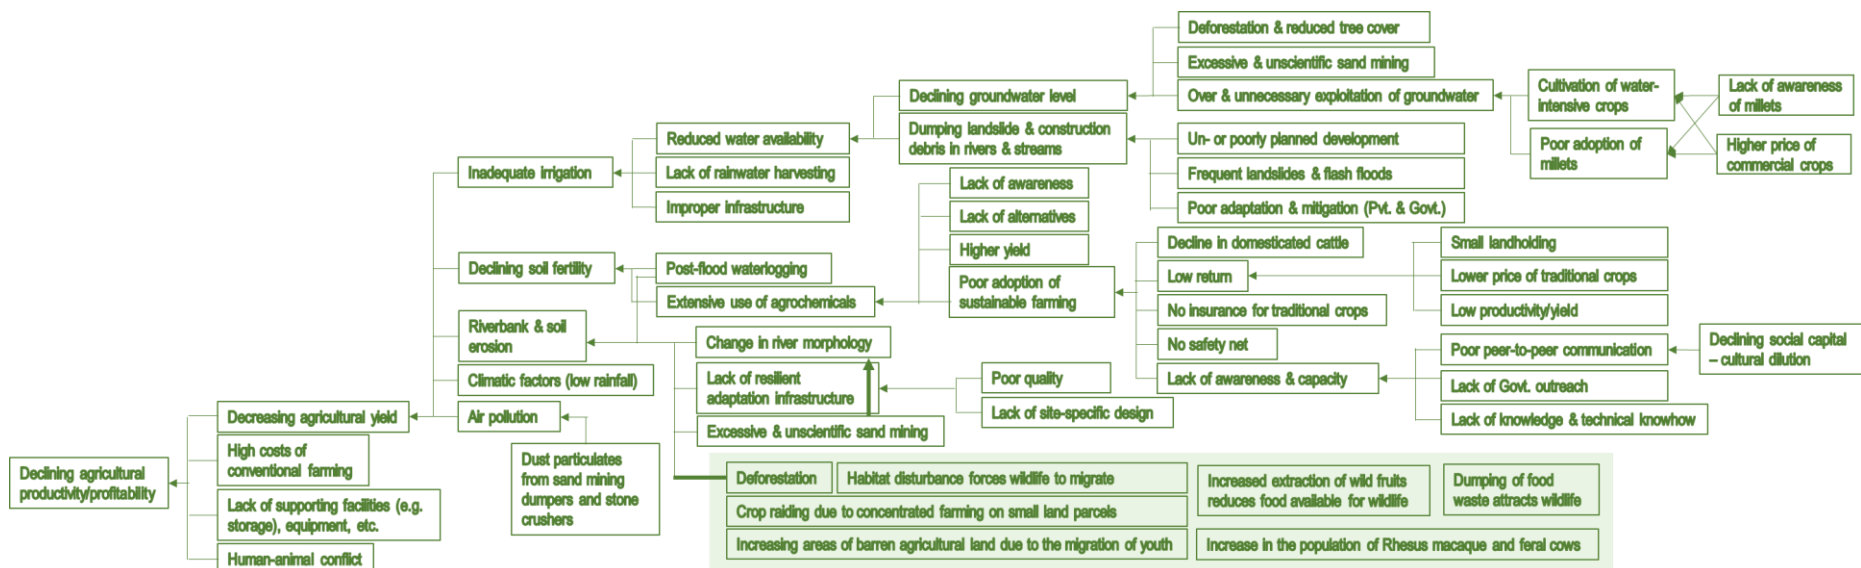 Declining agricultural
productivity/profitability
Decreasing agricultural yield
High costs of
conventional farming
Lack of supporting facilities (e.g.
storage), equipment, etc.
Human-animal conflict
Inadequate irrigation
Declining soil fertility
Riverbank & soil
erosion
Climatic factors (low rainfall)
Air pollution
Dust particulates
from sand mining
dumpers and stone
crushers
Reduced water availability
Lack of rainwater harvesting
Improper infrastructure
Post-flood waterlogging
Extensive use of agrochemicals
Change in river morphology
Lack of resilient
adaptation infrastructure
Excessive & unscientific sand mining
Declining groundwater level
Dumping landslide & construction
debris in rivers & streams
Lack of awareness
Lack of alternatives
Higher yield
Poor adoption of
sustainable farming
Poor quality
Lack of site-specific design
Deforestation & reduced tree cover
Excessive & unscientific sand mining
Over & unnecessary exploitation of groundwater
Un- or poorly planned development
Frequent landslides & flash floods
Poor adaptation & mitigation (Pvt. & Govt.)
Decline in domesticated cattle
Low return
No insurance for traditional crops
No safety net
Lack of awareness & capacity
Cultivation of water-
intensive crops
Poor adoption of
millets
Lack of awareness
of millets
Higher price of
commercial crops
Small landholding
Lower price of traditional crops
Low productivity/yield
Poor peer-to-peer communication
Lack of Govt. outreach
Lack of knowledge & technical knowhow
Declining social capital
– cultural dilution
Deforestation
Habitat disturbance forces wildlife to migrate
Increased extraction of wild fruits
reduces food available for wildlife
Dumping of food
waste attracts wildlife
Crop raiding due to concentrated farming on small land parcels
Increasing areas of barren agricultural land due to the migration of youth
Increase in the population of Rhesus macaque and feral cows